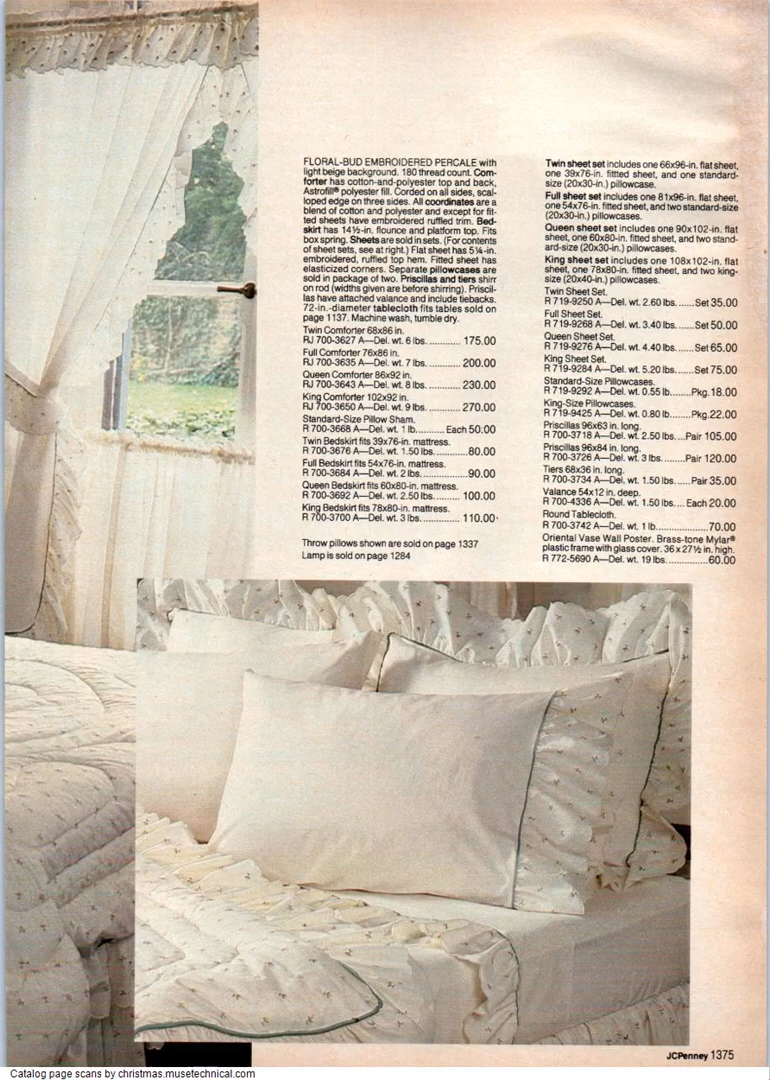 FLORAL-BUD EMBROIDERED PERCALE with
light beige background. 180 thread count. Com-
forter has cotton-and-polyester top and back,
Astrofill® polyester fill. Corded on all sides, scal-
loped edge on three sides. All coordinates are a
blend of cotton and polyester and except for fit-
ted sheets have embroidered ruffled trim. Bed-
skirt has 14½-in. flounce and platform top. Fits
box spring. Sheets are sold in sets. (For contents
of sheet sets, see at right.) Flat sheet has 5¼-in.
embroidered, ruffled top hem. Fitted sheet has
elasticized corners. Separate pillowcases are
sold in package of two. Priscillas and tiers shirr
on rod (widths given are before shirring). Priscil-
las have attached valance and include tiebacks.
72-in.-diameter tablecloth fits tables sold on
page 1137. Machine wash, tumble dry.
Twin Comforter 68x86 in.
RJ 700-3627 A—Del. wt. 6 lbs. ............ 175.00
Full Comforter 76x86 in.
RJ 700-3635 A—Del. wt. 7 lbs. ............ 200.00
Queen Comforter 86x92 in.
RJ 700-3643 A—Del. wt. 8 lbs. ............ 230.00
King Comforter 102x92 in.
RJ 700-3650 A—Del. wt. 9 lbs. ............ 270.00
Standard-Size Pillow Sham.
R 700-3668 A—Del. wt. 1 lb. .......... Each 50.00
Twin Bedskirt fits 39x76-in. mattress.
R 700-3676 A—Del. wt. 1.50 lbs. ............ 80.00
Full Bedskirt fits 54x76-in. mattress.
R 700-3684 A—Del. wt. 2 lbs. ................ 90.00
Queen Bedskirt fits 60x80-in. mattress.
R 700-3692 A—Del. wt. 2.50 lbs. .......... 100.00
King Bedskirt fits 78x80-in. mattress.
R 700-3700 A—Del. wt. 3 lbs. .............. 110.00
Throw pillows shown are sold on page 1337
Lamp is sold on page 1284
Twin sheet set includes one 66x96-in. flat sheet,
one 39x76-in. fitted sheet, and one standard-
size (20x30-in.) pillowcase.
Full sheet set includes one 81x96-in. flat sheet,
one 54x76-in. fitted sheet, and two standard-size
(20x30-in.) pillowcases.
Queen sheet set includes one 90x102-in. flat
sheet, one 60x80-in. fitted sheet, and two stand-
ard-size (20x30-in.) pillowcases.
King sheet set includes one 108x102-in. flat
sheet, one 78x80-in. fitted sheet, and two king-
size (20x40-in.) pillowcases.
Twin Sheet Set.
R 719-9250 A—Del. wt. 2.60 lbs. ...... Set 35.00
Full Sheet Set.
R 719-9268 A—Del. wt. 3.40 lbs. ...... Set 50.00
Queen Sheet Set.
R 719-9276 A—Del. wt. 4.40 lbs. ...... Set 65.00
King Sheet Set.
R 719-9284 A—Del. wt. 5.20 lbs. ...... Set 75.00
Standard-Size Pillowcases.
R 719-9292 A—Del. wt. 0.55 lb. ....... Pkg. 18.00
King-Size Pillowcases.
R 719-9425 A—Del. wt. 0.80 lb. ....... Pkg. 22.00
Priscillas 96x63 in. long.
R 700-3718 A—Del. wt. 2.50 lbs. ... Pair 105.00
Priscillas 96x84 in. long.
R 700-3726 A—Del. wt. 3 lbs. ........ Pair 120.00
Tiers 68x36 in. long.
R 700-3734 A—Del. wt. 1.50 lbs. ..... Pair 35.00
Valance 54x12 in. deep.
R 700-4336 A—Del. wt. 1.50 lbs. ... Each 20.00
Round Tablecloth.
R 700-3742 A—Del. wt. 1 lb. .................. 70.00
Oriental Vase Wall Poster. Brass-tone Mylar®
plastic frame with glass cover. 36 x 27½ in. high.
R 772-5690 A—Del. wt. 19 lbs. ............... 60.00
JCPenney 1375
Catalog page scans by christmas.musetechnical.com